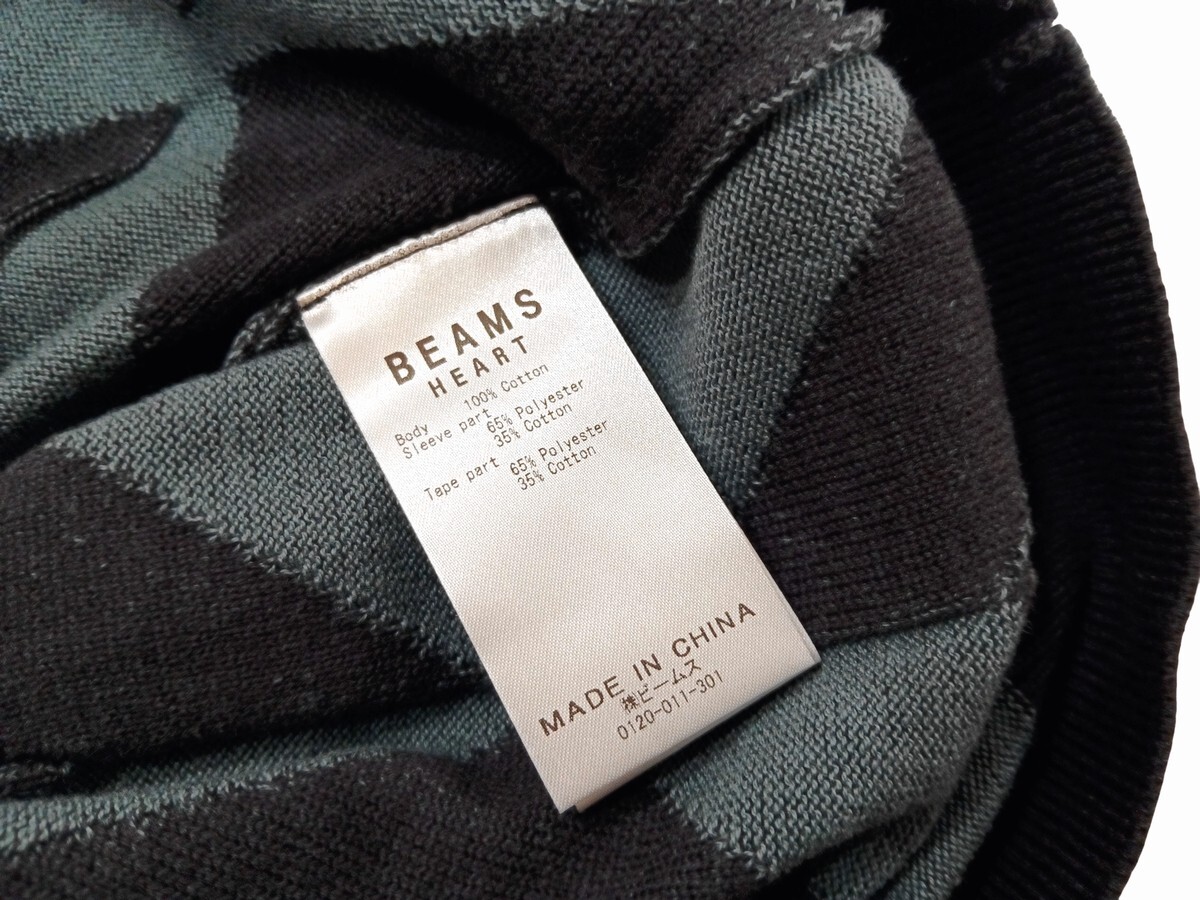 BEAMS
HEART
Body 100% Cotton
Sleeve part 65% Polyester
35% Cotton
Tape part 65% Polyester
35% Cotton
MADE IN CHINA
㈱ビームス
0120-011-301